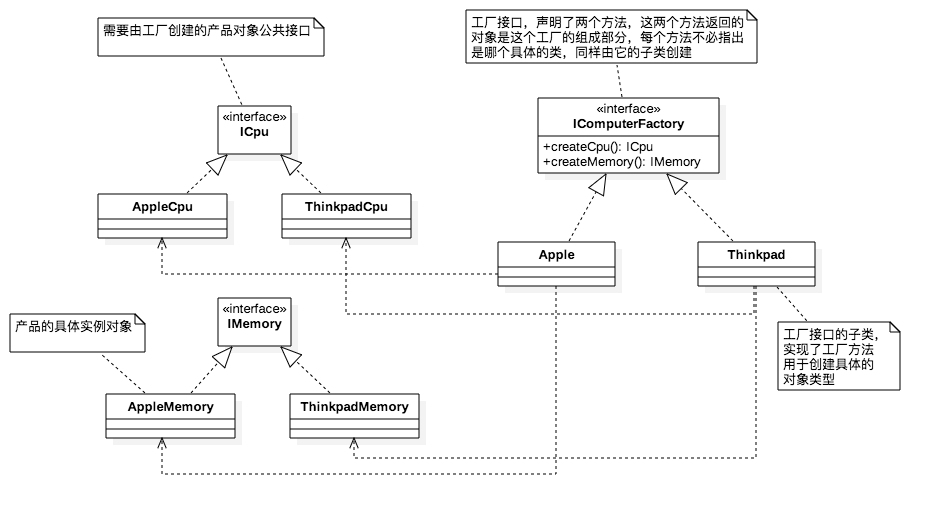 需要由工厂创建的产品对象公共接口
工厂接口，声明了两个方法，这两个方法返回的
对象是这个工厂的组成部分，每个方法不必指出
是哪个具体的类，同样由它的子类创建
«interface»
ICpu
«interface»
IComputerFactory
+createCpu(): ICpu
+createMemory(): IMemory
AppleCpu
ThinkpadCpu
Apple
Thinkpad
«interface»
IMemory
产品的具体实例对象
工厂接口的子类，
实现了工厂方法
用于创建具体的
对象类型
AppleMemory
ThinkpadMemory